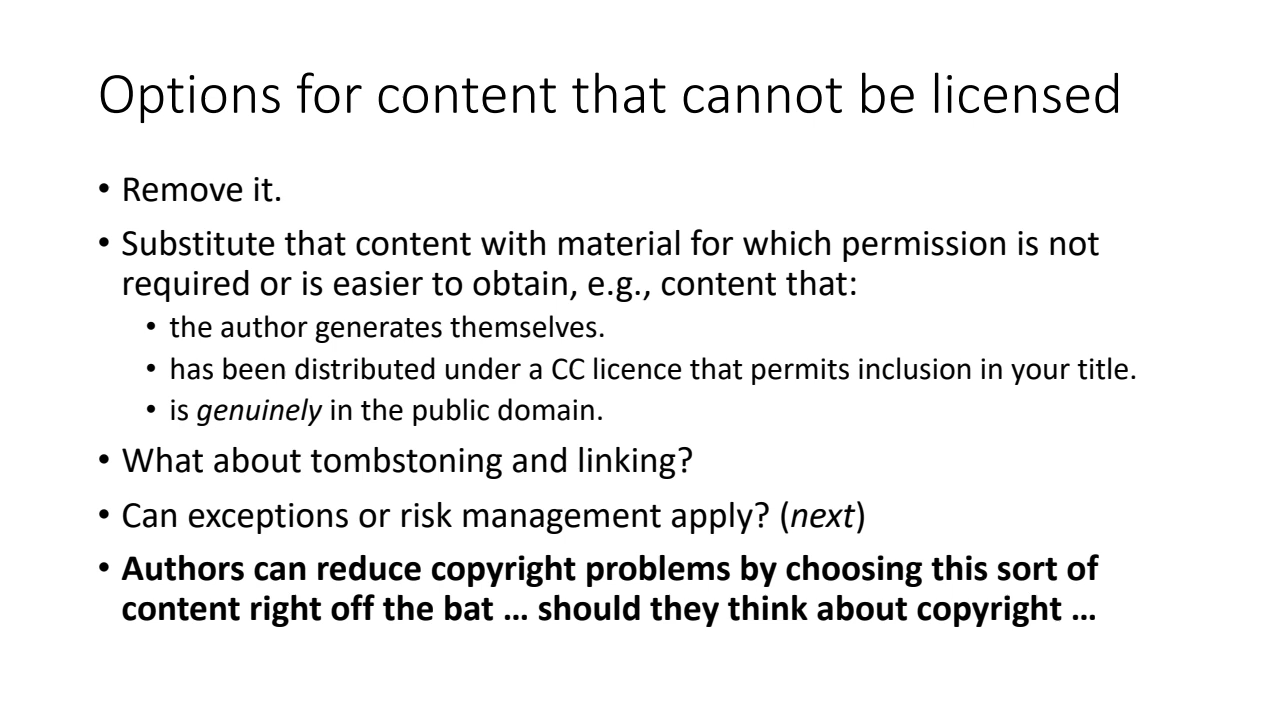 Options for content that cannot be licensed
• Remove it.
• Substitute that content with material for which permission is not
required or is easier to obtain, e.g., content that:
• the author generates themselves.
• has been distributed under a CC licence that permits inclusion in your title.
• is genuinely in the public domain.
• What about tombstoning and linking?
• Can exceptions or risk management apply? (next)
• Authors can reduce copyright problems by choosing this sort of
content right off the bat … should they think about copyright …